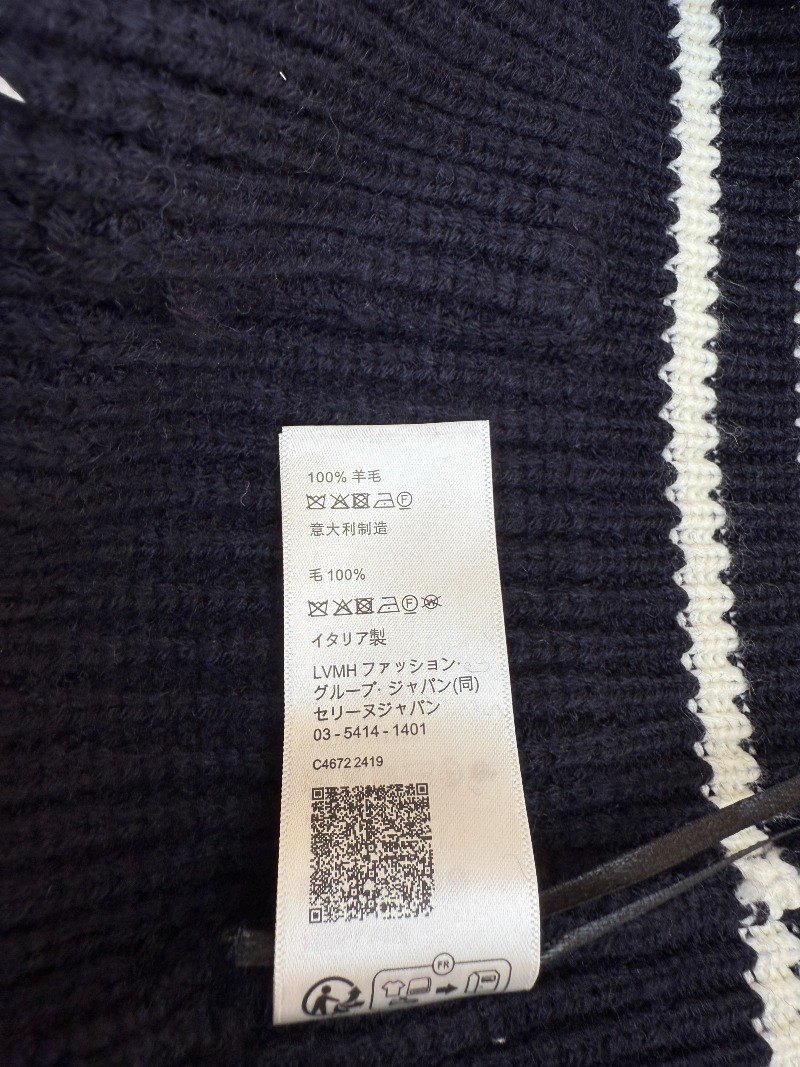 100% 羊毛
F
意大利制造
毛 100%
F W
イタリア製
LVMH ファッション·
グループ· ジャパン(同)
セリーヌジャパン
03 - 5414 - 1401
C4672 2419
FR